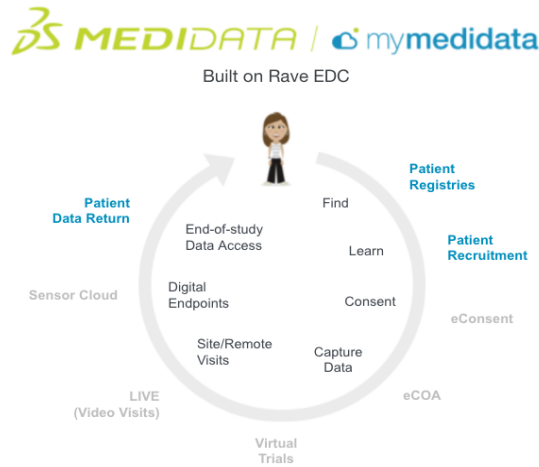 MEDIDATA | mymedidata
Built on Rave EDC
Patient
Registries
Patient
Recruitment
eConsent
eCOA
Virtual
Trials
LIVE
(Video Visits)
Sensor Cloud
Patient
Data Return
Find
Learn
Consent
Capture
Data
Site/Remote
Visits
Digital
Endpoints
End-of-study
Data Access